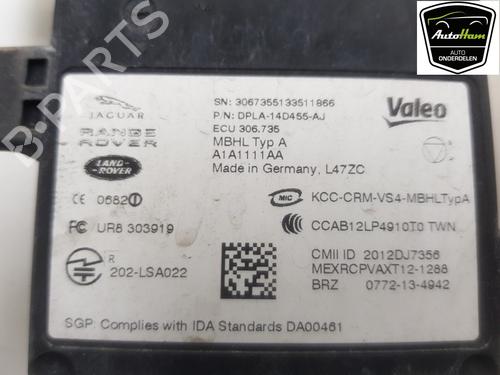 AutoHam
AUTO
ONDERDELEN
JAGUAR
RANGE
ROVER
LAND-
ROVER
SN: 3067355133511866
P/N: DPLA-14D455-AJ
ECU 306.735
MBHL Typ A
A1A1111AA
Made in Germany, L47ZC
Valeo
CE 0682
MIC KCC-CRM-VS4-MBHLTypA
FC UR8 303919
CCAB12LP4910T0 TWN
R
202-LSA022
CMII ID 2012DJ7356
MEXRCPVAXT12-1288
BRZ 0772-13-4942
SGP: Complies with IDA Standards DA00461